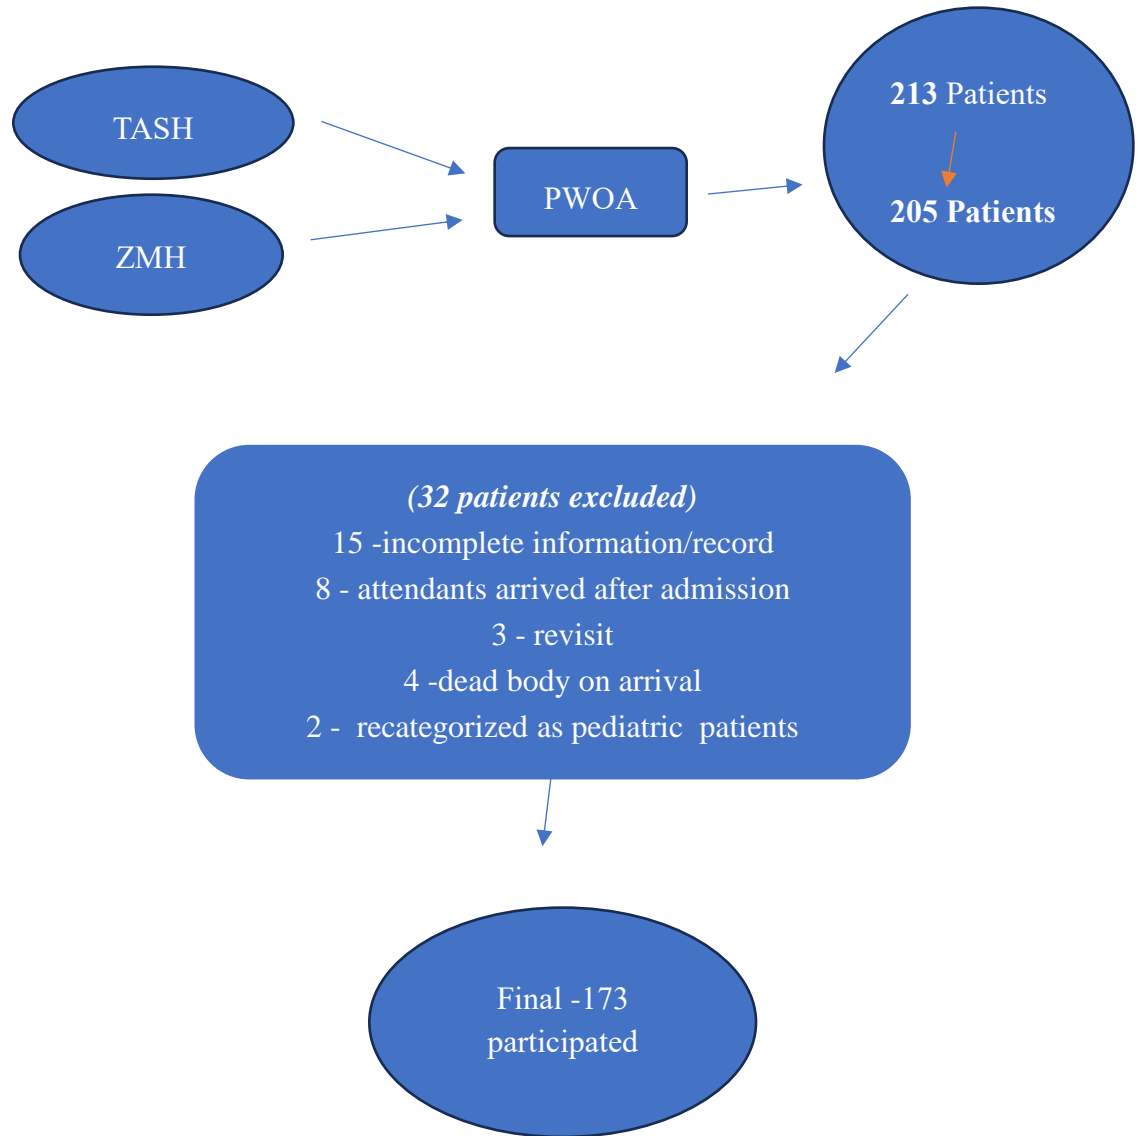 TASH
ZMH
PWOA
213 Patients
205 Patients
(32 patients excluded)
15 -incomplete information/record
8 - attendants arrived after admission
3 - revisit
4 -dead body on arrival
2 - recategorized as pediatric patients
Final -173
participated